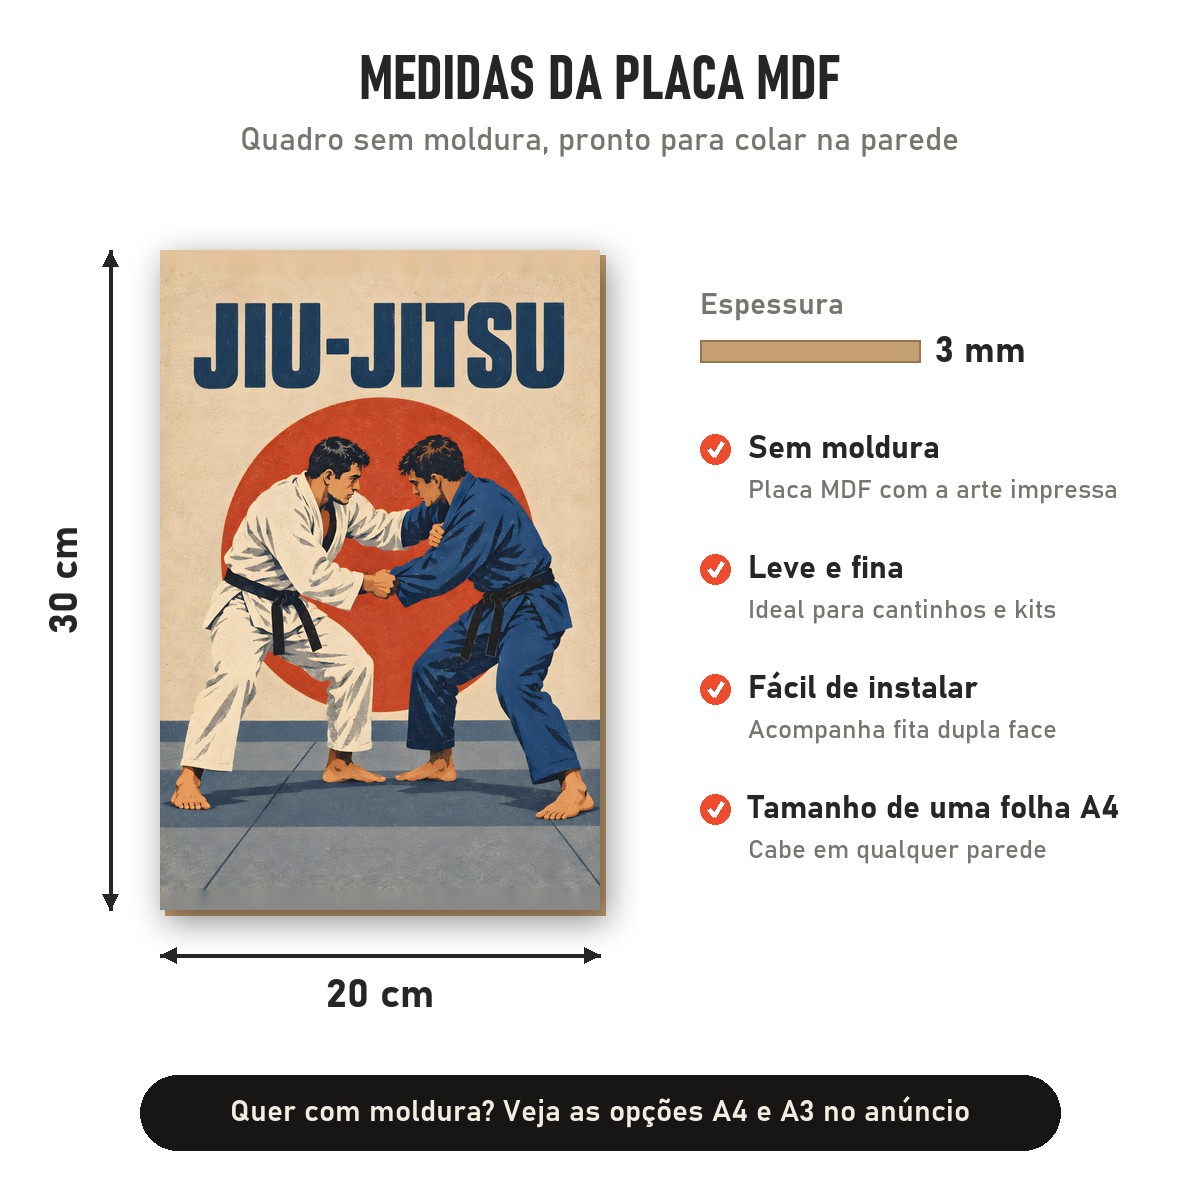 MEDIDAS DA PLACA MDF
Quadro sem moldura, pronto para colar na parede
JIU-JITSU
30 cm
20 cm
Espessura
3 mm
Sem moldura
Placa MDF com a arte impressa
Leve e fina
Ideal para cantinhos e kits
Fácil de instalar
Acompanha fita dupla face
Tamanho de uma folha A4
Cabe em qualquer parede
Quer com moldura? Veja as opções A4 e A3 no anúncio